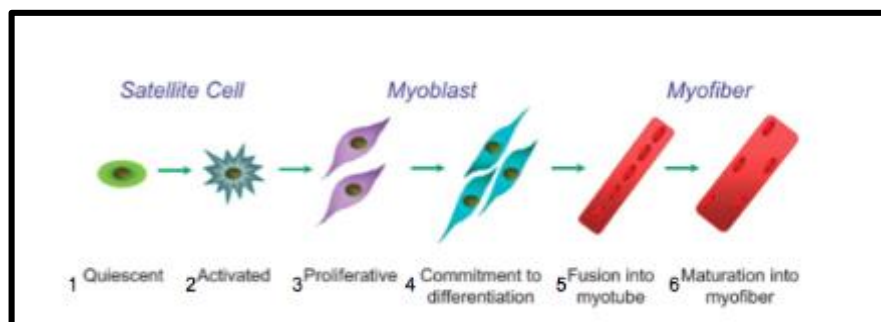 Satellite Cell Myoblast Myofiber
1 Quiescent 2 Activated 3 Proliferative 4 Commitment to differentiation 5 Fusion into myotube 6 Maturation into myofiber